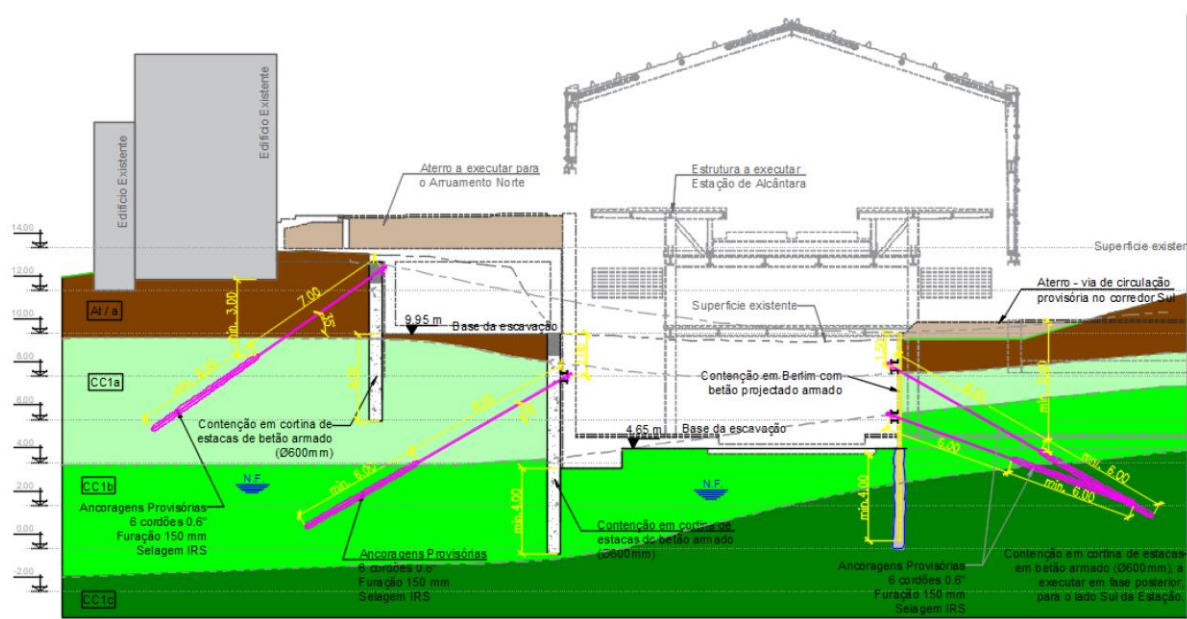 Edifício Existente
Edifício Existente
Aterro a executar para
o Arruamento Norte
Estrutura a executar
Estação de Alcântara
Superfície existen
Aterro - via de circulação
provisória no corredor Sul
Superfície existente
14.00
12.00
10.00
8.00
6.00
4.00
2.00
0.00
-2.00
At / a
CC1a
CC1b
CC1c
7.00
min. 3.00
35°
9.95 m
Base da escavação
1.50
Contenção em Berlim com
betão projectado armado
Contenção em cortina de
estacas de betão armado
(Ø600mm)
4.65 m
Base da escavação
min. 6.00
6.00
min. 6.00
min.4.00
min.4.00
N.F
N.F
Ancoragens Provisórias
6 cordões 0.6"
Furação 150 mm
Selagem IRS
Ancoragens Provisórias
6 cordões 0.6"
Furação 150 mm
Selagem IRS
Contenção em cortina de
estacas de betão armado
(Ø600mm)
Ancoragens Provisórias
6 cordões 0.6"
Furação 150 mm
Selagem IRS
Contenção em cortina de estacas
em betão armado (Ø600mm), a
executar em fase posterior,
para o lado Sul da Estação.